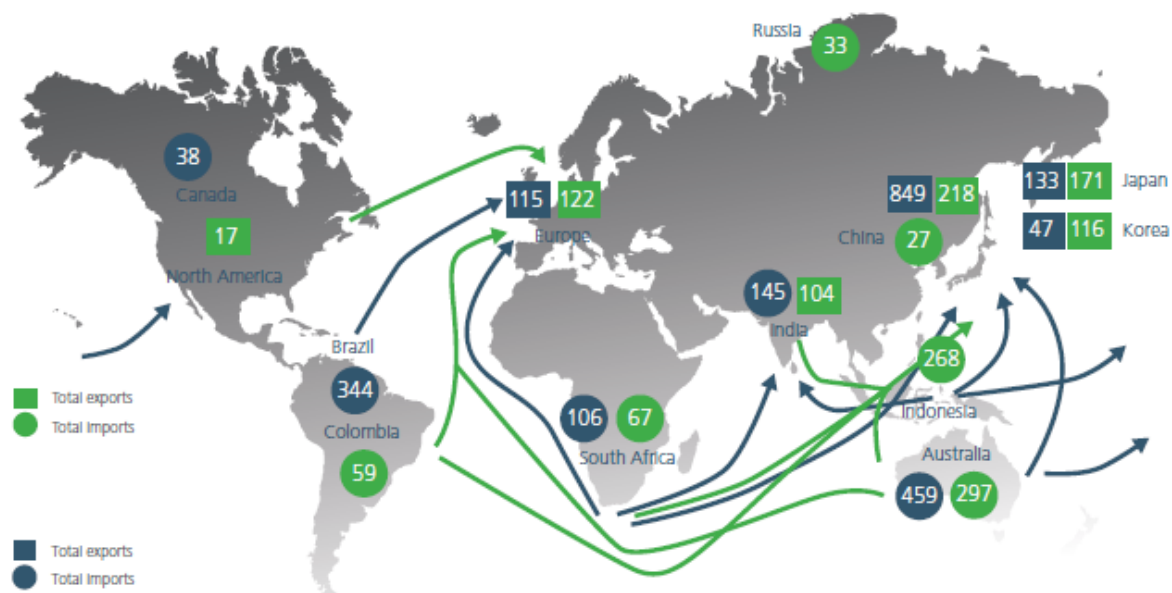 Russia
33
38
Canada
17
North America
115 122
Europe
849 218
China
27
133 171 Japan
47 116 Korea
145 104
India
Brazil
344
Colombia
59
106 67
South Africa
268
Indonesia
Australia
459 297
Total exports
Total Imports
Total exports
Total Imports